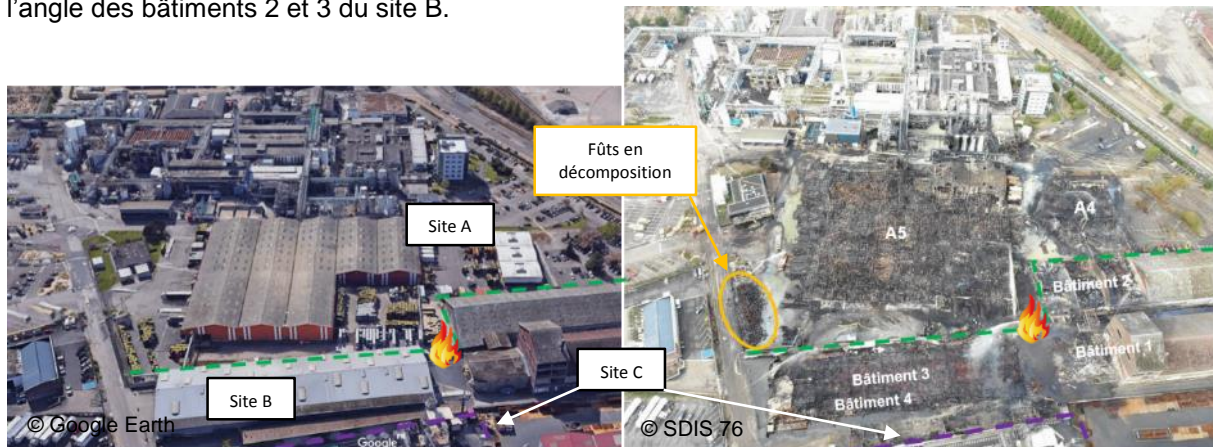 l'angle des bâtiments 2 et 3 du site B.
Fûts en
décomposition
Site A
A5
A4
Bâtiment 2
Bâtiment 1
Site C
Bâtiment 3
Bâtiment 4
Site B
© Google Earth
Google
© SDIS 76